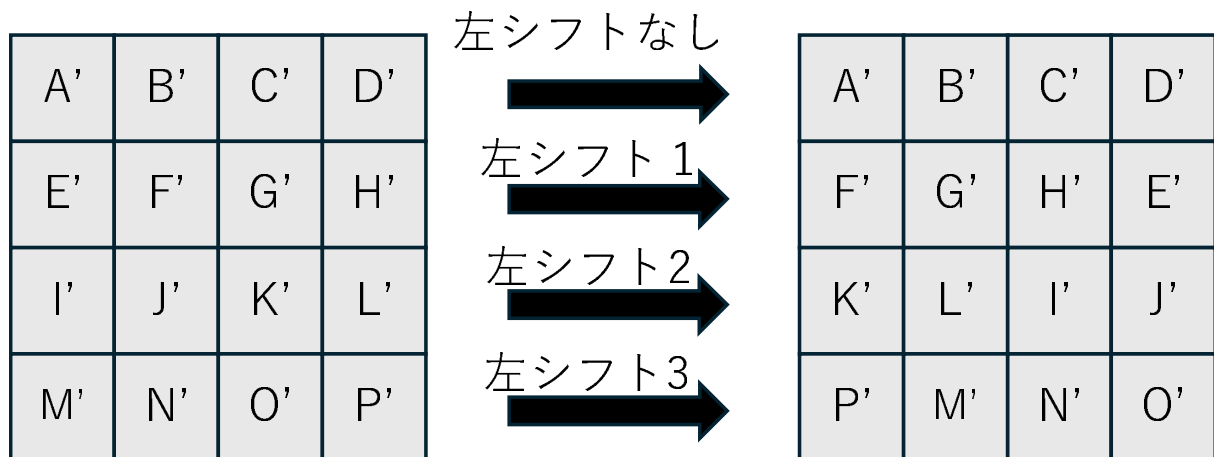 左シフトなし
A’ B’ C’ D’ A’ B’ C’ D’
左シフト1
E’ F’ G’ H’ F’ G’ H’ E’
左シフト2
I’ J’ K’ L’ K’ L’ I’ J’
左シフト3
M’ N’ O’ P’ P’ M’ N’ O’